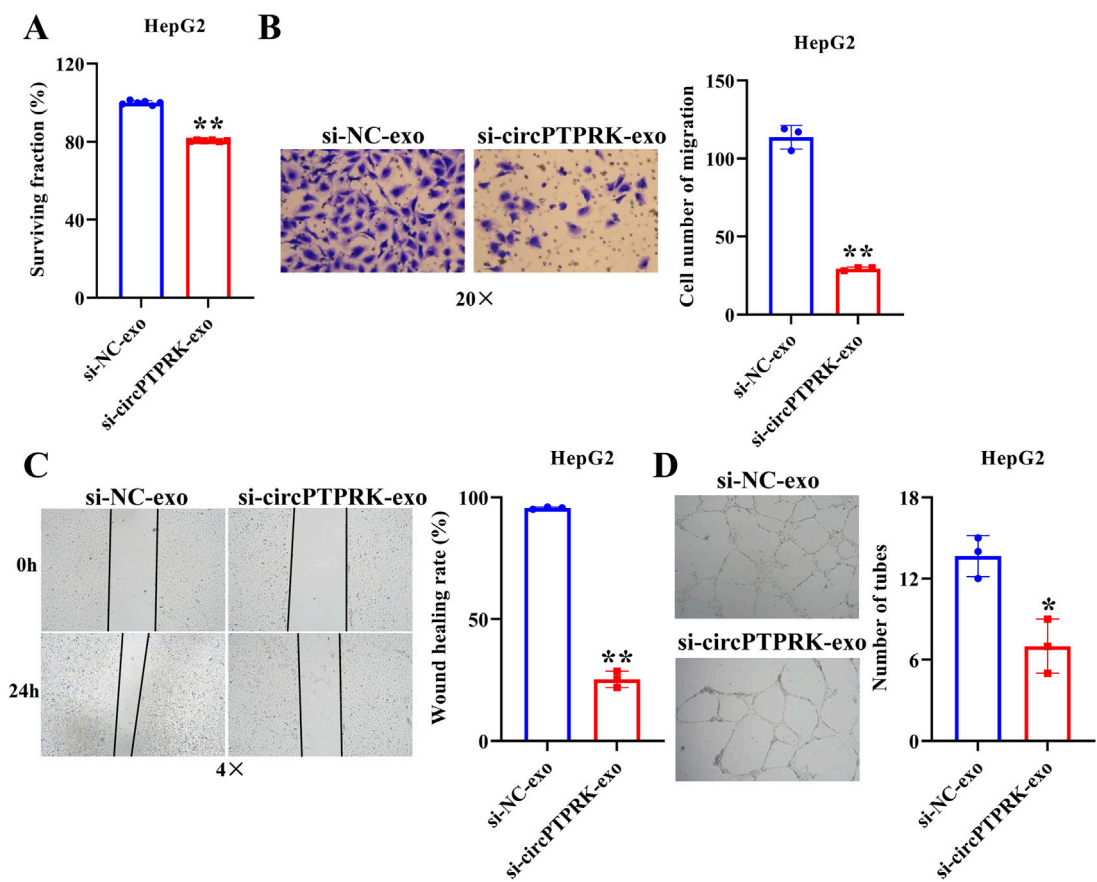 A
HepG2
Surviving fraction (%)
120
80
40
0
**
si-NC-exo
si-circPTPRK-exo
B
si-NC-exo
si-circPTPRK-exo
20×
HepG2
Cell number of migration
150
100
50
0
**
si-NC-exo
si-circPTPRK-exo
C
si-NC-exo
si-circPTPRK-exo
0h
24h
4×
HepG2
Wound healing rate (%)
100
50
0
**
si-NC-exo
si-circPTPRK-exo
D
si-NC-exo
si-circPTPRK-exo
HepG2
Number of tubes
18
12
6
0
*
si-NC-exo
si-circPTPRK-exo